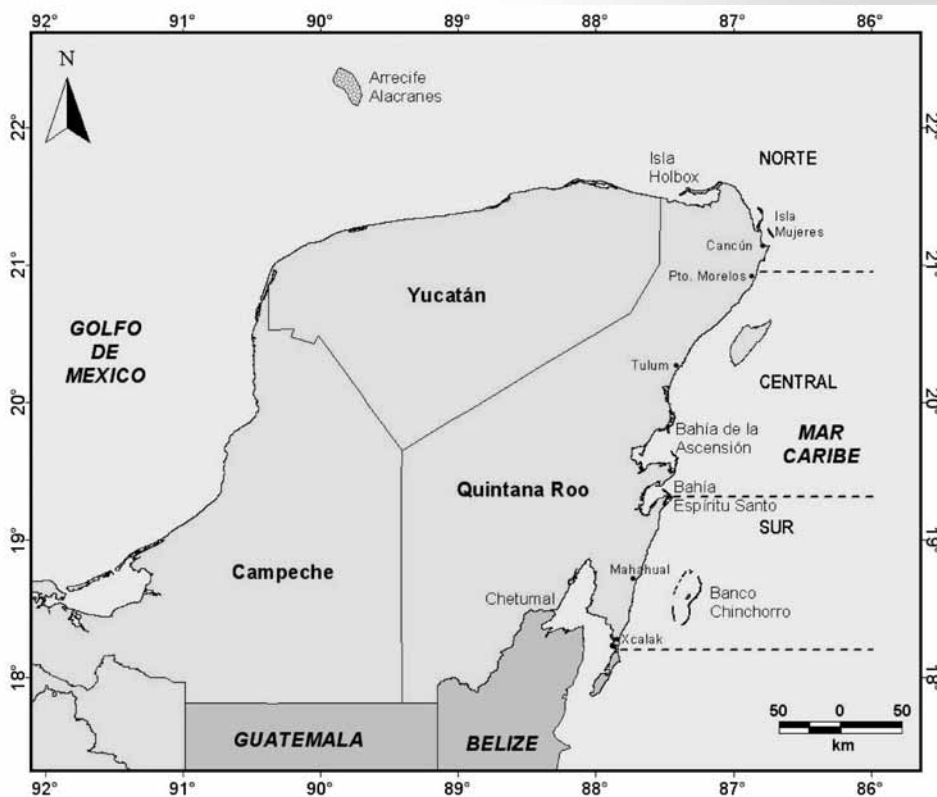 92°
91°
90°
89°
88°
87°
86°
N
Arrecife
Alacranes
22°
22°
Isla
Holbox
NORTE
Isla
Mujeres
Cancún
21°
21°
Pto. Morelos
Yucatán
GOLFO
DE
MEXICO
Tulum
CENTRAL
20°
20°
Bahía de la
Ascensión
MAR
CARIBE
Quintana Roo
Bahía
Espíritu Santo
SUR
19°
19°
Campeche
Mahahual
Chetumal
Banco
Chinchorro
Xcalak
18°
18°
50 0 50
km
GUATEMALA
BELIZE
92°
91°
90°
89°
88°
87°
86°